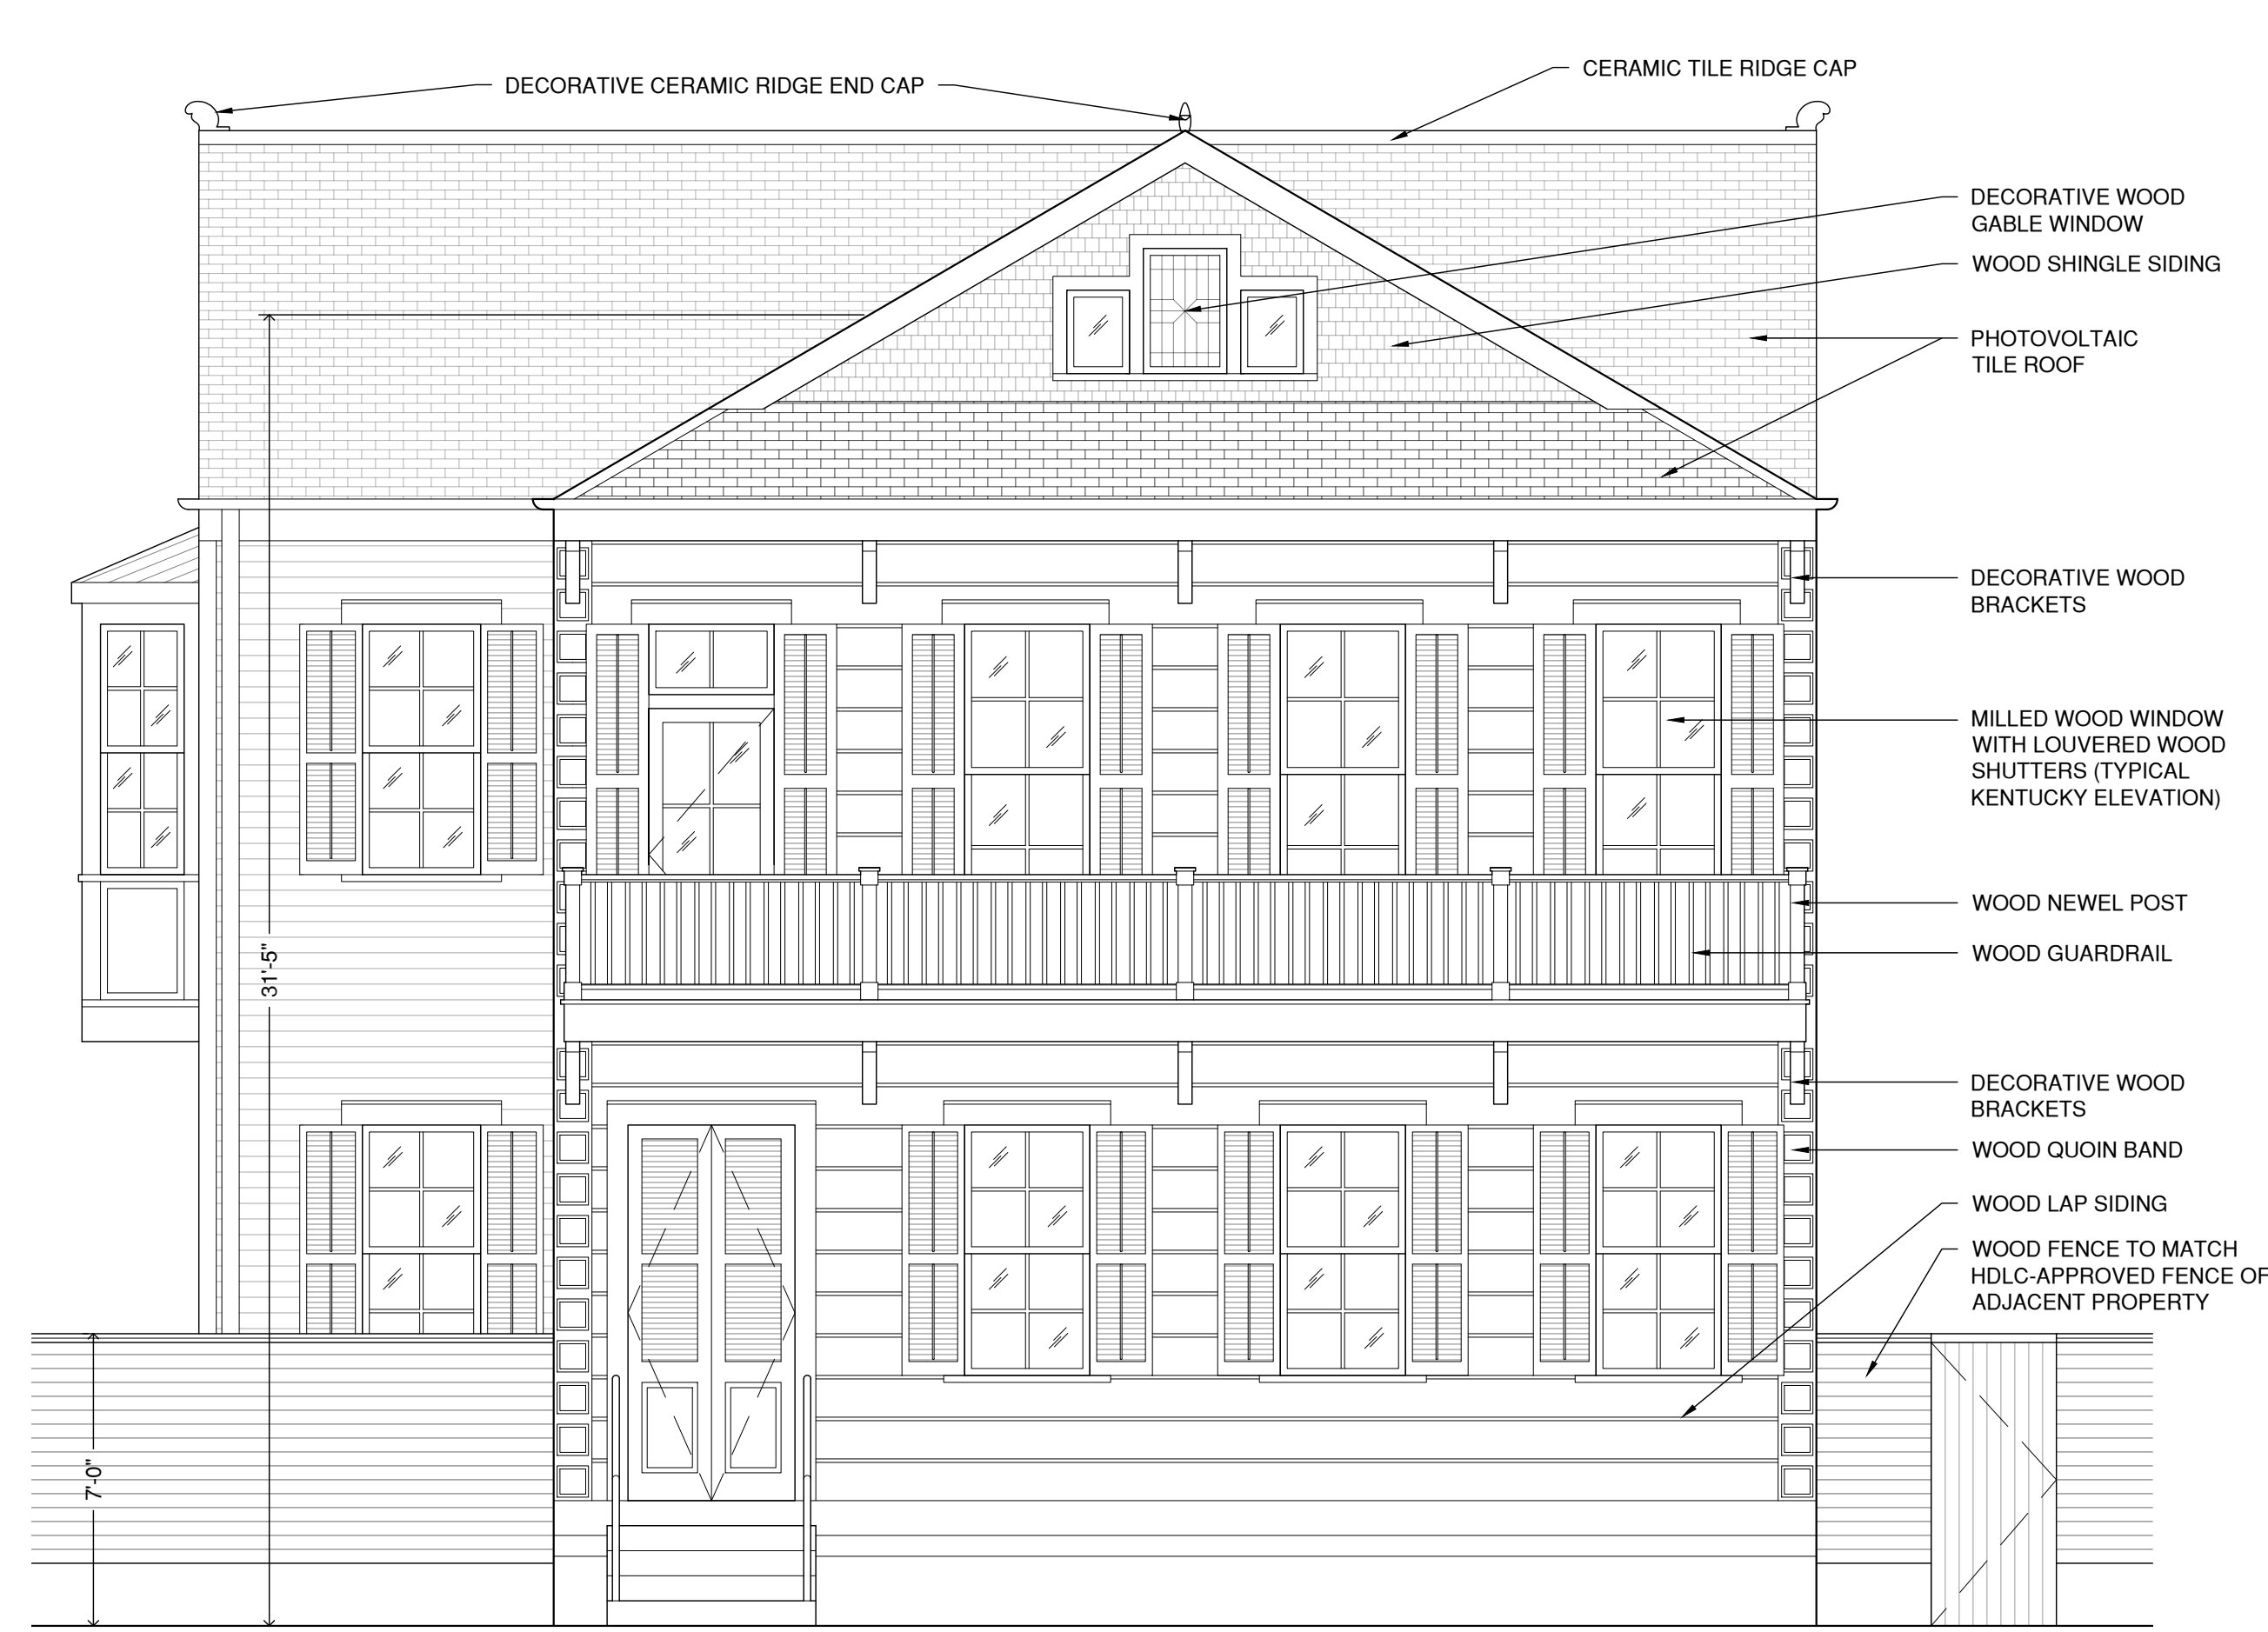 DECORATIVE CERAMIC RIDGE END CAP
CERAMIC TILE RIDGE CAP
DECORATIVE WOOD
GABLE WINDOW
WOOD SHINGLE SIDING
PHOTOVOLTAIC
TILE ROOF
DECORATIVE WOOD
BRACKETS
MILLED WOOD WINDOW
WITH LOUVERED WOOD
SHUTTERS (TYPICAL
KENTUCKY ELEVATION)
WOOD NEWEL POST
WOOD GUARDRAIL
31'-5"
DECORATIVE WOOD
BRACKETS
WOOD QUOIN BAND
WOOD LAP SIDING
WOOD FENCE TO MATCH
HDLC-APPROVED FENCE OF
ADJACENT PROPERTY
7'-0"